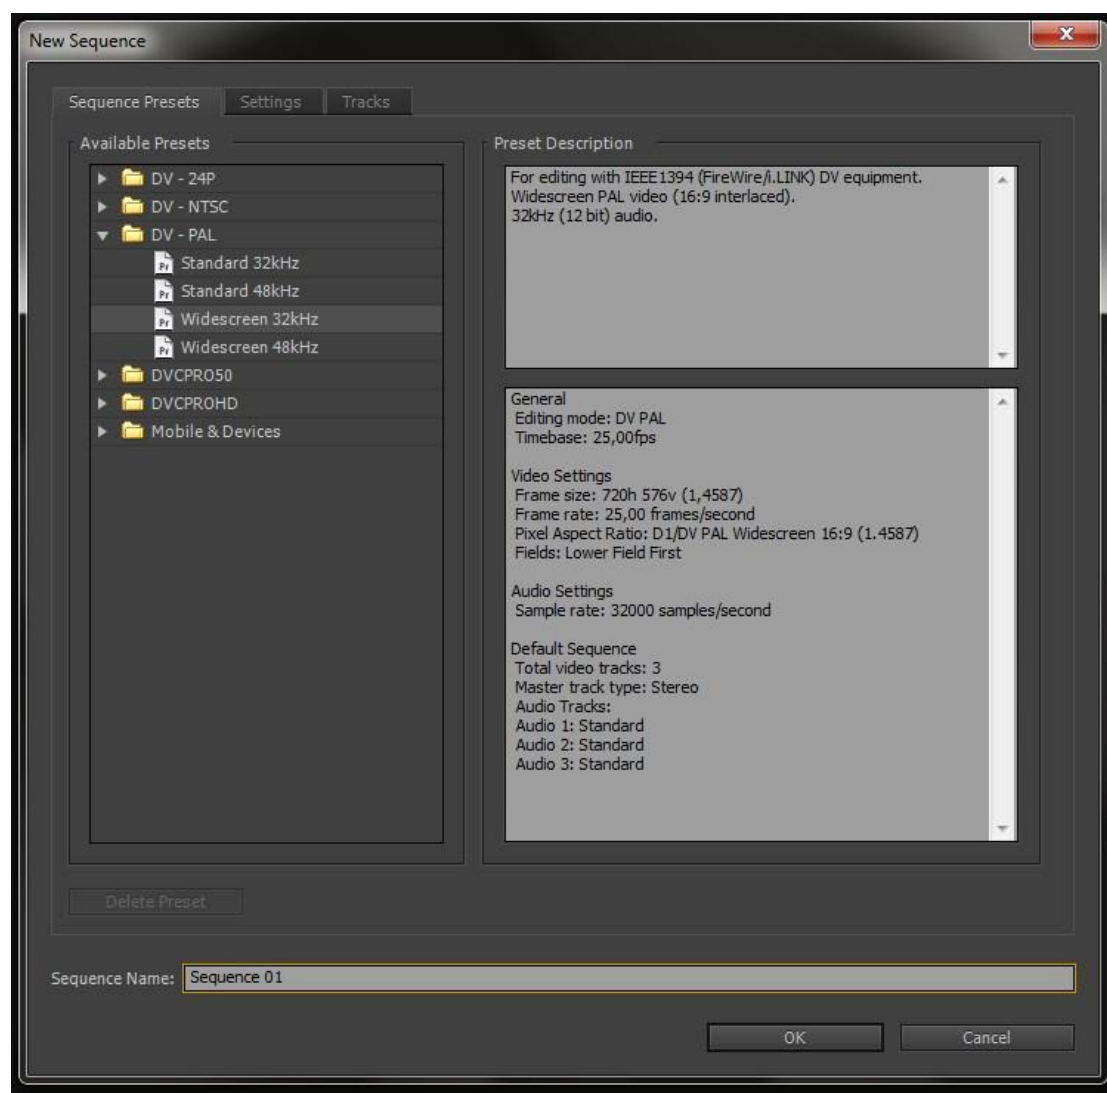 New Sequence
Sequence Presets
Settings
Tracks
Available Presets
DV - 24P
DV - NTSC
DV - PAL
Standard 32kHz
Standard 48kHz
Widescreen 32kHz
Widescreen 48kHz
DVCPRO50
DVCPROHD
Mobile & Devices
Preset Description
For editing with IEEE1394 (FireWire/i.LINK) DV equipment.
Widescreen PAL video (16:9 interlaced).
32kHz (12 bit) audio.
General
Editing mode: DV PAL
Timebase: 25,00fps
Video Settings
Frame size: 720h 576v (1,4587)
Frame rate: 25,00 frames/second
Pixel Aspect Ratio: D1/DV PAL Widescreen 16:9 (1.4587)
Fields: Lower Field First
Audio Settings
Sample rate: 32000 samples/second
Default Sequence
Total video tracks: 3
Master track type: Stereo
Audio Tracks:
Audio 1: Standard
Audio 2: Standard
Audio 3: Standard
Delete Preset
Sequence Name: Sequence 01
OK
Cancel